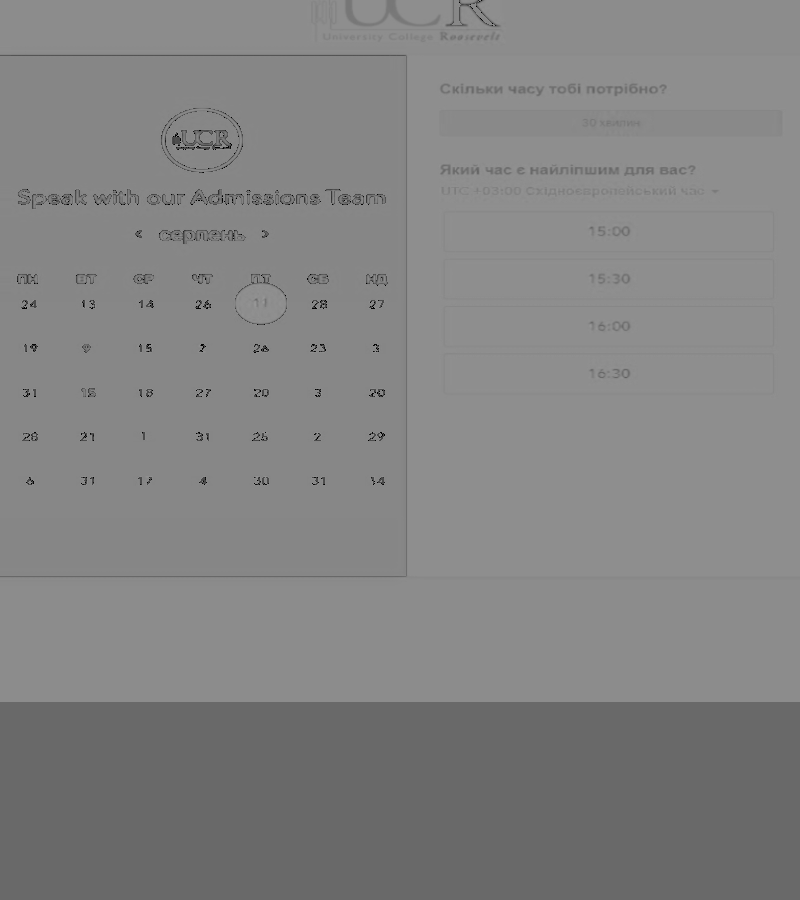 UCR
University College Roosevelt
UCR
Speak with our Admissions Team
< серпень >
ПН ВТ СР ЧТ ПТ СБ НД
24 13 14 26 11 28 27
19 9 15 2 26 23 3
31 15 18 27 20 3 20
28 21 1 31 25 2 29
6 31 17 4 30 31 14
Скільки часу тобі потрібно?
30 хвилин
Який час є найліпшим для вас?
UTC +03:00 Східноєвропейський час
15:00
15:30
16:00
16:30